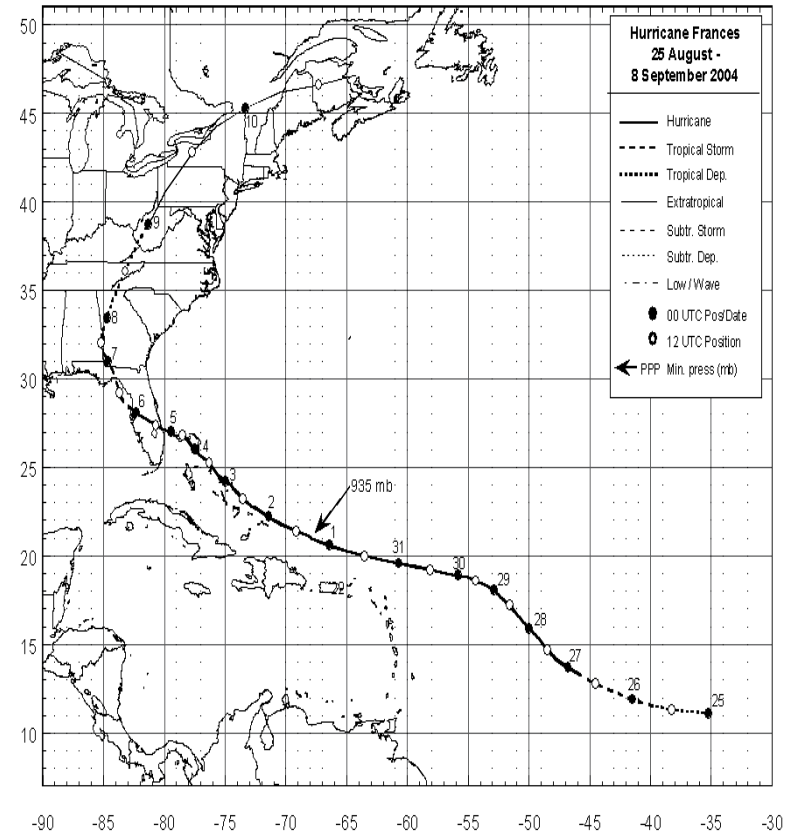 Hurricane Frances
25 August -
8 September 2004
Hurricane
Tropical Storm
Tropical Dep.
Extratropical
Subtr. Storm
Subtr. Dep.
Low / Wave
00 UTC Pos/Date
12 UTC Position
PPP Min. press (mb)
50
45
40
35
30
25
20
15
10
10
9
8
7
6
5
4
3
2
1
935 mb
31
30
29
28
27
26
25
-90 -85 -80 -75 -70 -65 -60 -55 -50 -45 -40 -35 -30